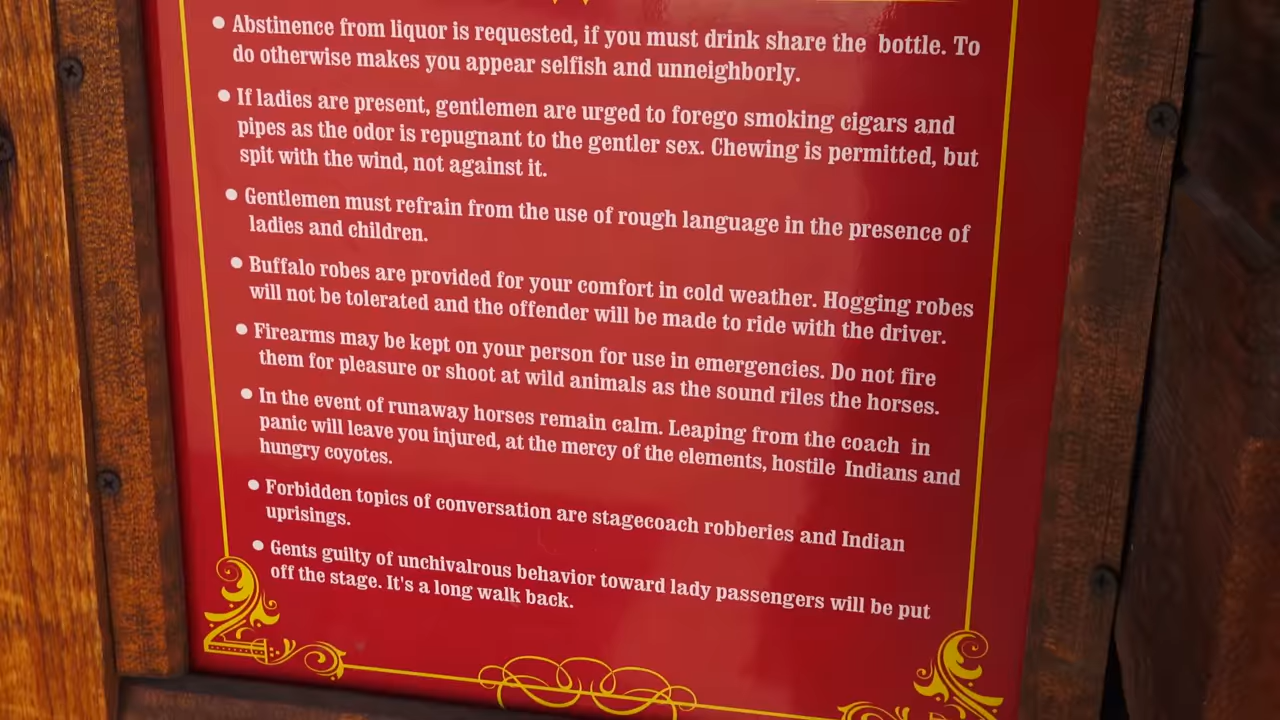 ● Abstinence from liquor is requested, if you must drink share the bottle. To
do otherwise makes you appear selfish and unneighborly.
● If ladies are present, gentlemen are urged to forego smoking cigars and
pipes as the odor is repugnant to the gentler sex. Chewing is permitted, but
spit with the wind, not against it.
● Gentlemen must refrain from the use of rough language in the presence of
ladies and children.
● Buffalo robes are provided for your comfort in cold weather. Hogging robes
will not be tolerated and the offender will be made to ride with the driver.
● Firearms may be kept on your person for use in emergencies. Do not fire
them for pleasure or shoot at wild animals as the sound riles the horses.
● In the event of runaway horses remain calm. Leaping from the coach in
panic will leave you injured, at the mercy of the elements, hostile Indians and
hungry coyotes.
● Forbidden topics of conversation are stagecoach robberies and Indian
uprisings.
● Gents guilty of unchivalrous behavior toward lady passengers will be put
off the stage. It's a long walk back.